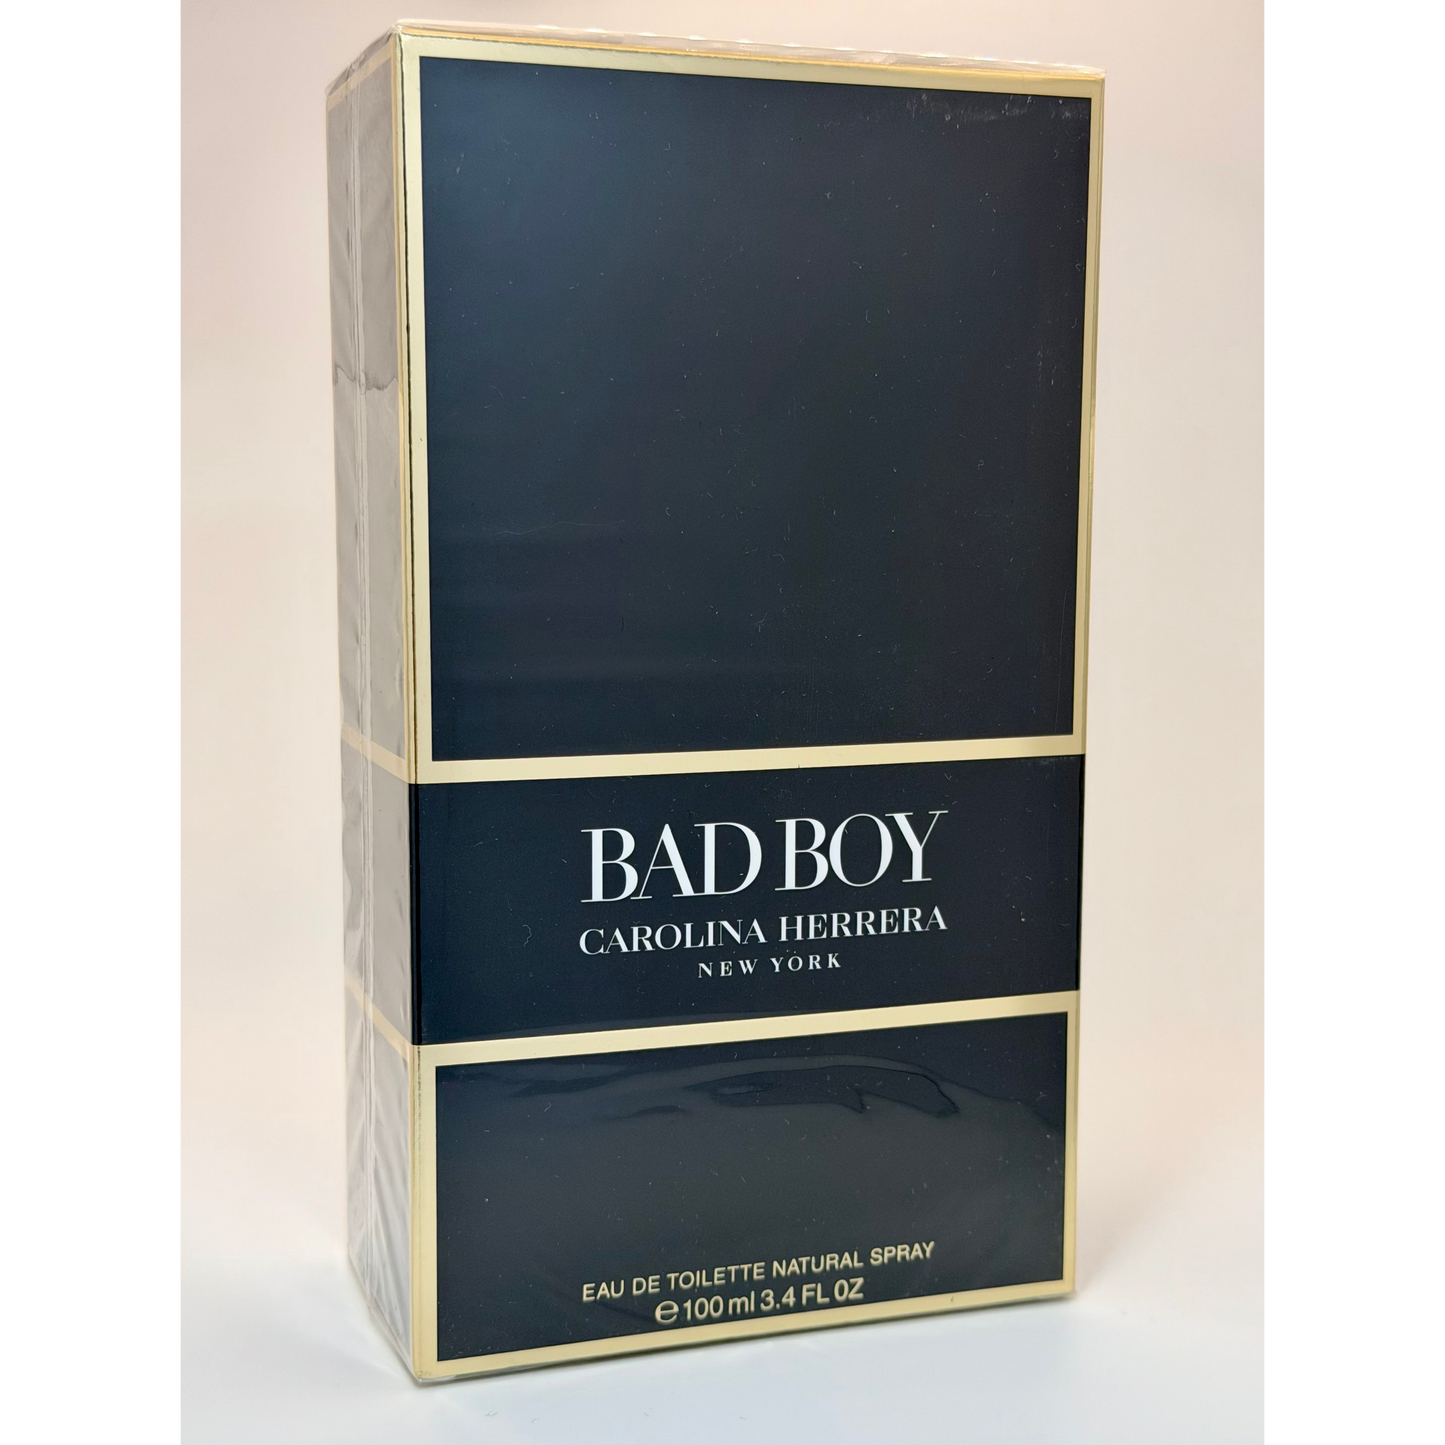 BAD BOY
CAROLINA HERRERA
NEW YORK
EAU DE TOILETTE NATURAL SPRAY
℮100 ml 3.4 FL OZ